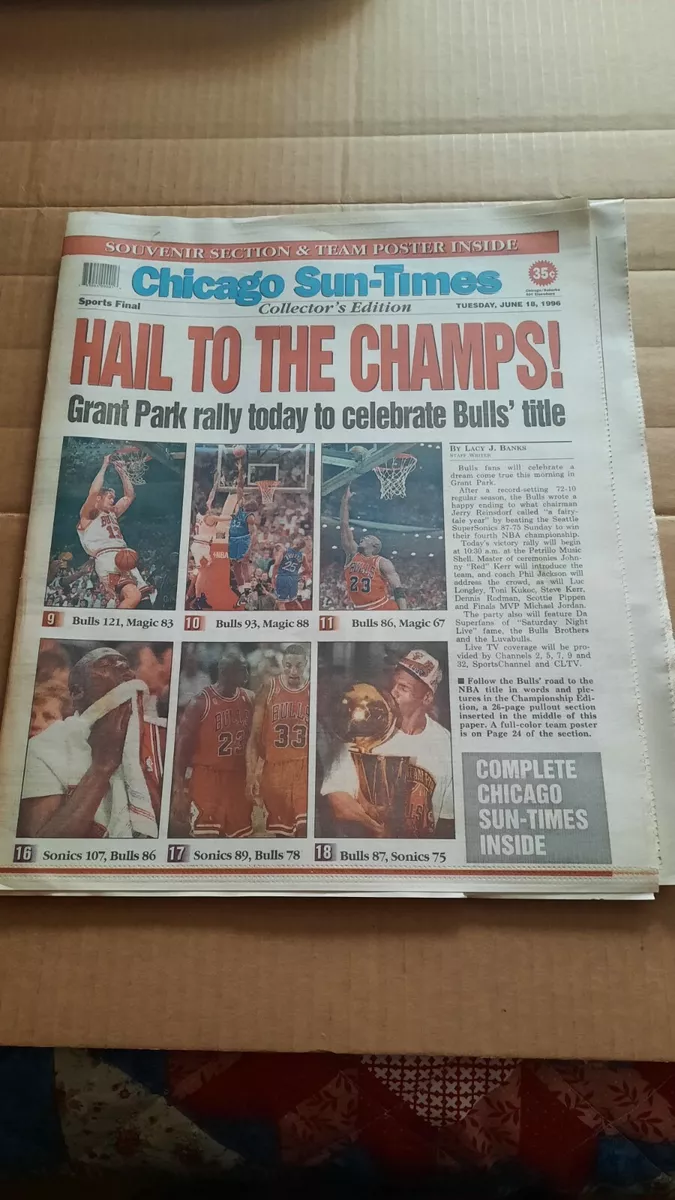 SOUVENIR SECTION & TEAM POSTER INSIDE
Chicago Sun-Times
35¢
Sports Final
Collector's Edition
TUESDAY, JUNE 18, 1996
HAIL TO THE CHAMPS!
Grant Park rally today to celebrate Bulls' title
BY LACY J. BANKS
STAFF WRITER
Bulls fans will celebrate a
dream come true this morning in
Grant Park.
After a record-setting 72-10
regular season, the Bulls wrote a
happy ending to what chairman
Jerry Reinsdorf called "a fairy-
tale year" by beating the Seattle
SuperSonics 87-75 Sunday to win
their fourth NBA championship.
Today's victory rally will begin
at 10:30 a.m. at the Petrillo Music
Shell. Master of ceremonies John-
ny "Red" Kerr will introduce the
team, and coach Phil Jackson will
address the crowd, as will Luc
Longley, Toni Kukoc, Steve Kerr,
Dennis Rodman, Scottie Pippen
and Finals MVP Michael Jordan.
The party also will feature Da
Superfans of "Saturday Night
Live" fame, the Bulls Brothers
and the Luvabulls.
Live TV coverage will be pro-
vided by Channels 2, 5, 7, 9 and
32, SportsChannel and CLTV.
■ Follow the Bulls' road to the
NBA title in words and pic-
tures in the Championship Edi-
tion, a 26-page pullout section
inserted in the middle of this
paper. A full-color team poster
is on Page 24 of the section.
COMPLETE
CHICAGO
SUN-TIMES
INSIDE
13
25
23
9 Bulls 121, Magic 83
10 Bulls 93, Magic 88
11 Bulls 86, Magic 67
BULLS
23
BULLS
33
16 Sonics 107, Bulls 86
17 Sonics 89, Bulls 78
18 Bulls 87, Sonics 75